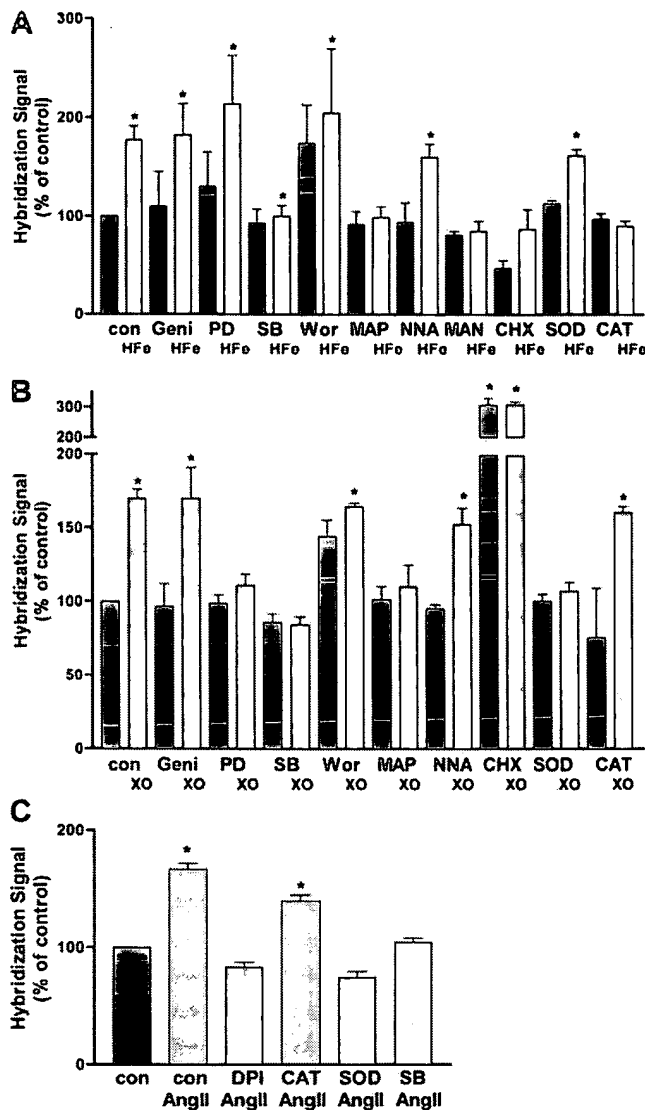 A
Hybridization Signal
(% of control)
300
200
100
0
* * * * * * *
con Geni PD SB Wor MAP NNA MAN CHX SOD CAT
HFe HFe HFe HFe HFe HFe HFe HFe HFe HFe HFe
B
Hybridization Signal
(% of control)
300
200
200
150
100
50
0
* * * * * * *
con Geni PD SB Wor MAP NNA CHX SOD CAT
XO XO XO XO XO XO XO XO XO XO
C
Hybridization Signal
(% of control)
200
100
0
* *
con con DPI CAT SOD SB
AngII AngII AngII AngII AngII